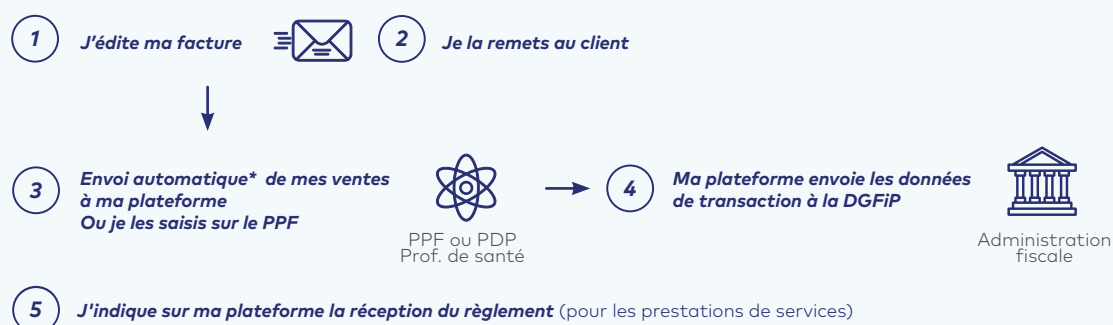 1 J'édite ma facture
2 Je la remets au client
3 Envoi automatique* de mes ventes
à ma plateforme
Ou je les saisis sur le PPF
PPF ou PDP
Prof. de santé
4 Ma plateforme envoie les données
de transaction à la DGFiP
Administration
fiscale
5 J'indique sur ma plateforme la réception du règlement (pour les prestations de services)